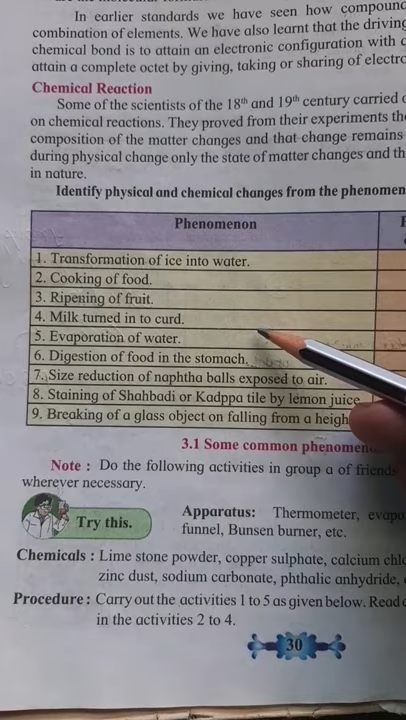 In earlier standards we have seen how
combination of elements. We have also learnt that the driving
chemical bond is to attain an electronic configuration with
attain a complete octet by giving, taking or sharing of
Chemical Reaction
Some of the scientists of the 18th and 19th century carried
on chemical reactions. They proved from their experiments
composition of the matter changes and that change remains
during physical change only the state of matter changes and
in nature.
Identify physical and chemical changes from the
Phenomenon
1. Transformation of ice into water.
2. Cooking of food.
3. Ripening of fruit.
4. Milk turned in to curd.
5. Evaporation of water.
6. Digestion of food in the stomach.
7. Size reduction of naphtha balls exposed to air.
8. Staining of Shahbadi or Kadppa tile by lemon juice
9. Breaking of a glass object on falling from a
3.1 Some common
Note : Do the following activities in group a of friends
wherever necessary.
Try this.
Apparatus: Thermometer,
funnel, Bunsen burner, etc.
Chemicals : Lime stone powder, copper sulphate, calcium
zinc dust, sodium carbonate, phthalic anhydride,
Procedure : Carry out the activities 1 to 5 as given below. Read
in the activities 2 to 4.
30